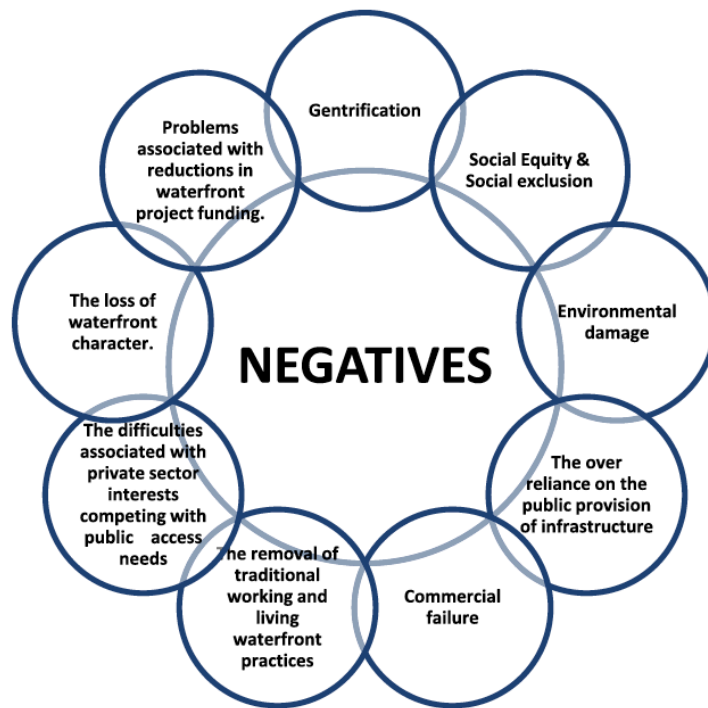 Gentrification
Social Equity &
Social exclusion
Environmental
damage
The over
reliance on the
public provision
of infrastructure
Commercial
failure
The removal of
traditional
working and
living
waterfront
practices
The difficulties
associated with
private sector
interests
competing with
public access
needs
The loss of
waterfront
character.
Problems
associated with
reductions in
waterfront
project funding.
NEGATIVES